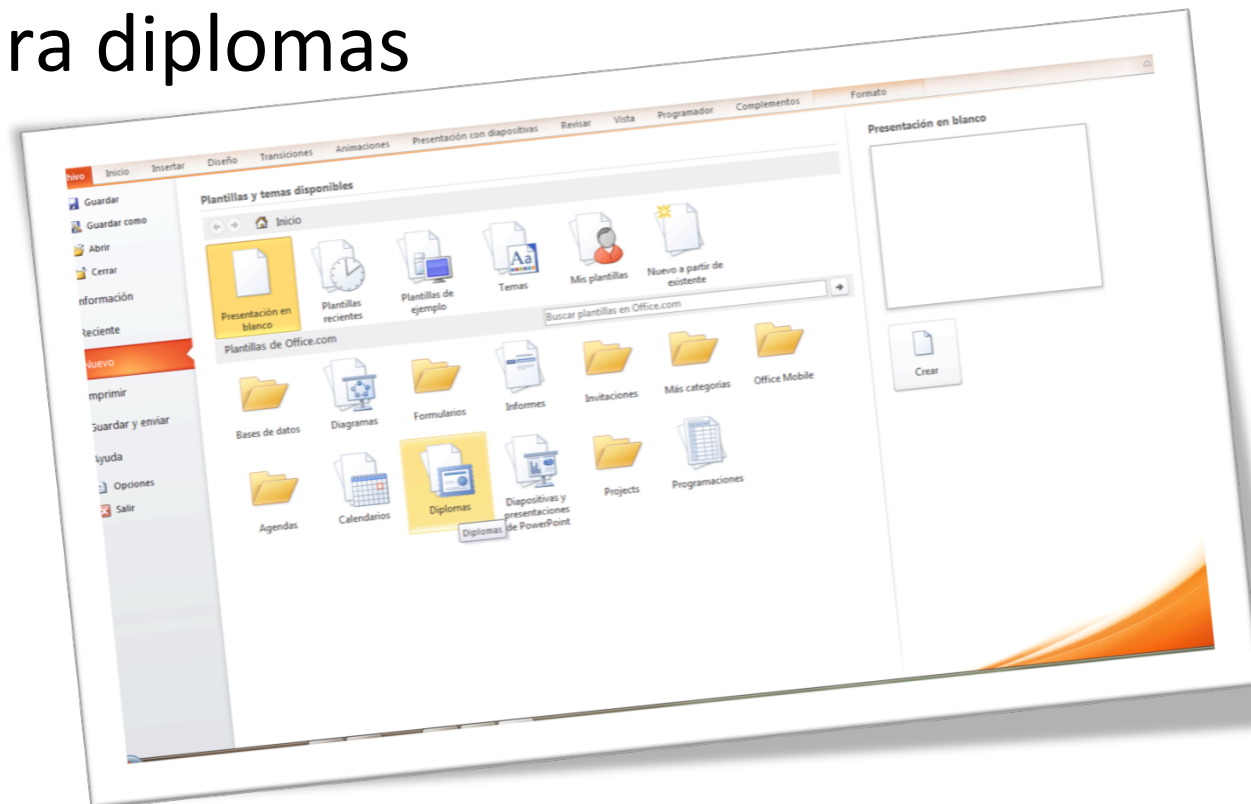 ra diplomas
hivo Inicio Insertar Diseño Transiciones Animaciones Presentación con diapositivas Revisar Vista Programador Complementos Formato
Guardar
Guardar como
Abrir
Cerrar
nformación
Reciente
Nuevo
mprimir
Guardar y enviar
Ayuda
Opciones
Salir
Plantillas y temas disponibles
Inicio
Presentación en
blanco
Plantillas
recientes
Plantillas de
ejemplo
Temas
Mis plantillas
Nuevo a partir de
existente
Plantillas de Office.com
Buscar plantillas en Office.com
Bases de datos
Diagramas
Formularios
Informes
Invitaciones
Más categorías
Office Mobile
Agendas
Calendarios
Diplomas
Diapositivas y
presentaciones
de PowerPoint
Projects
Programaciones
Diplomas
Presentación en blanco
Crear
Aa